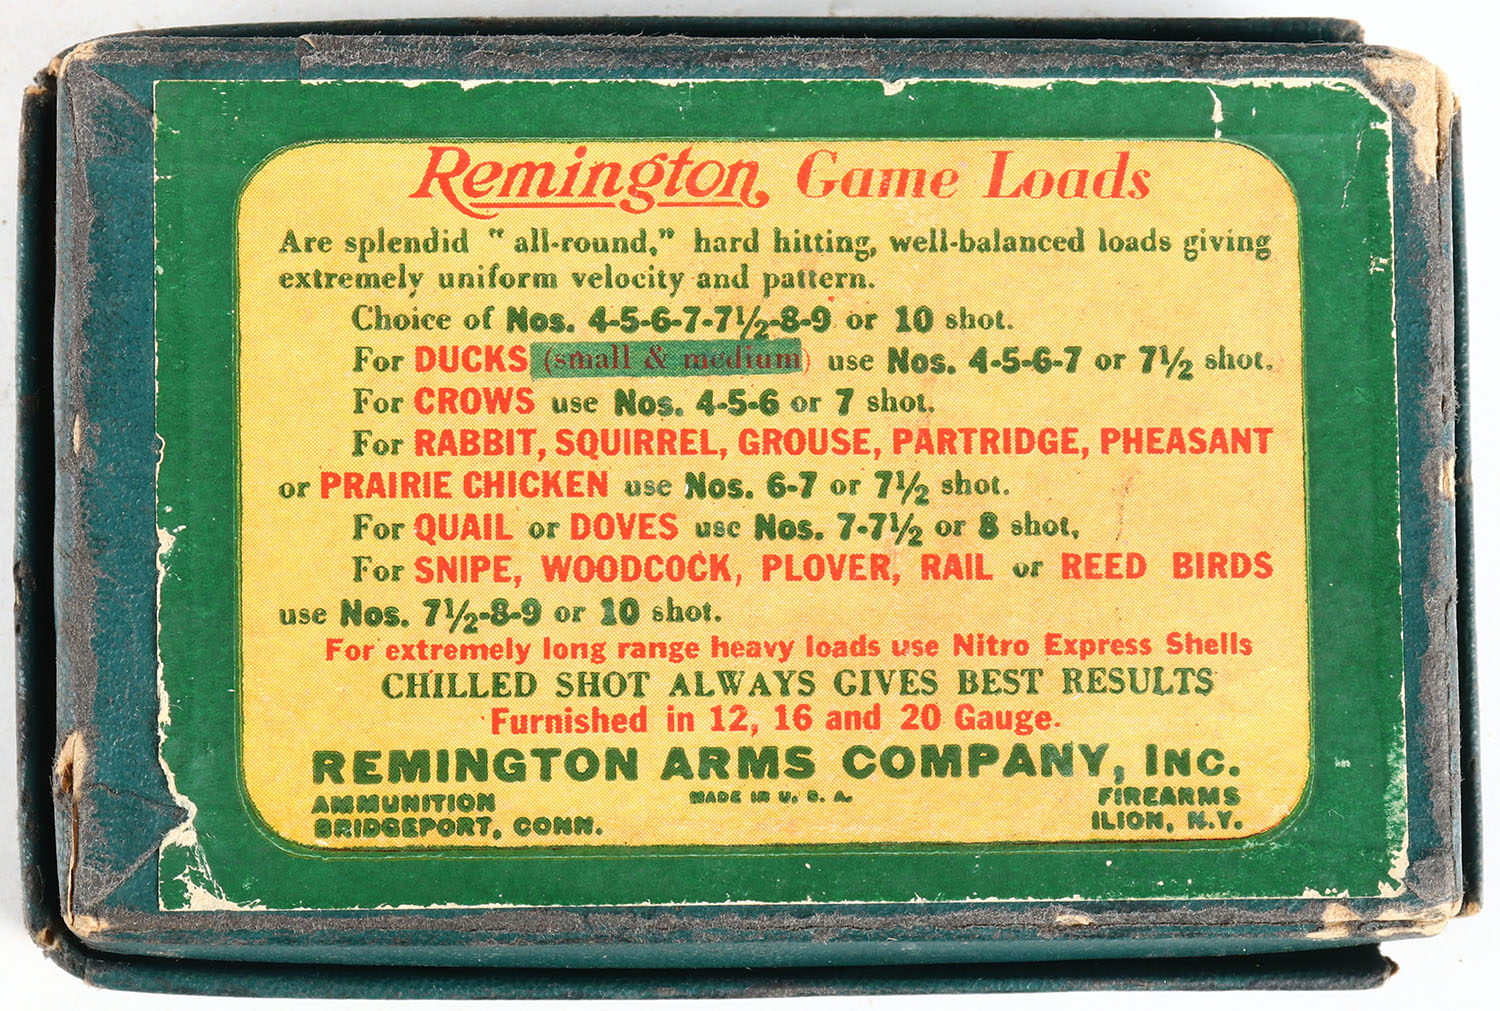 Remington Game Loads
Are splendid "all-round," hard hitting, well-balanced loads giving
extremely uniform velocity and pattern.
Choice of Nos. 4-5-6-7-7½-8-9 or 10 shot.
For DUCKS (small & medium) use Nos. 4-5-6-7 or 7½ shot.
For CROWS use Nos. 4-5-6 or 7 shot.
For RABBIT, SQUIRREL, GROUSE, PARTRIDGE, PHEASANT
or PRAIRIE CHICKEN use Nos. 6-7 or 7½ shot.
For QUAIL or DOVES use Nos. 7-7½ or 8 shot.
For SNIPE, WOODCOCK, PLOVER, RAIL or REED BIRDS
use Nos. 7½-8-9 or 10 shot.
For extremely long range heavy loads use Nitro Express Shells
CHILLED SHOT ALWAYS GIVES BEST RESULTS
Furnished in 12, 16 and 20 Gauge.
REMINGTON ARMS COMPANY, INC.
AMMUNITION MADE IN U. S. A. FIREARMS
BRIDGEPORT, CONN. ILION, N.Y.